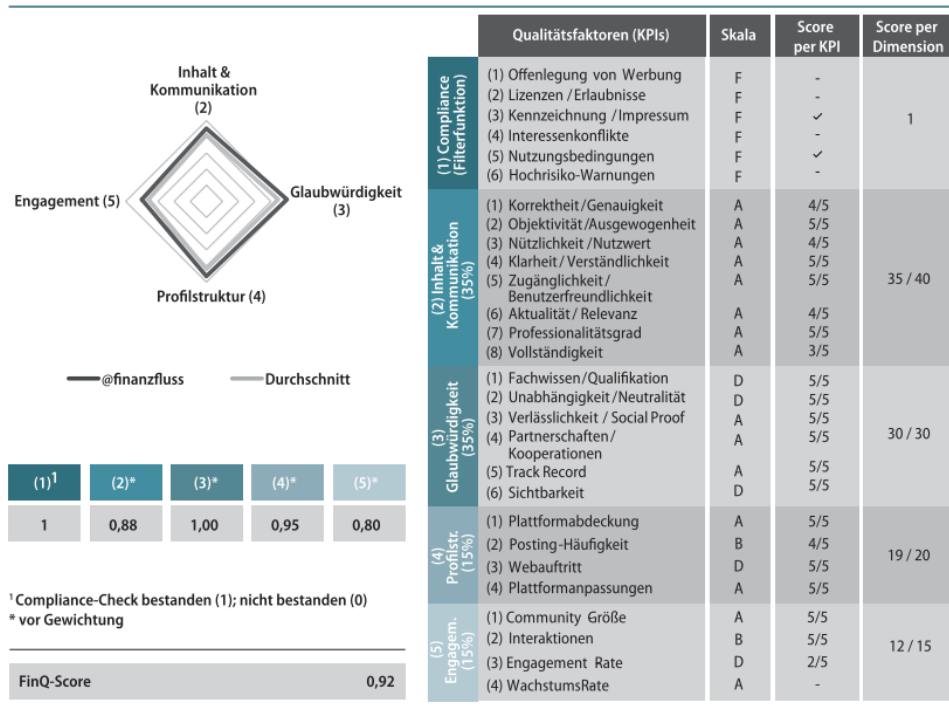 Inhalt &
Kommunikation
(2)
Engagement (5)
Glaubwürdigkeit
(3)
Profilstruktur (4)
@finanzfluss
Durchschnitt
(1)¹ (2)* (3)* (4)* (5)*
1 0,88 1,00 0,95 0,80
¹ Compliance-Check bestanden (1); nicht bestanden (0)
* vor Gewichtung
FinQ-Score 0,92
Qualitätsfaktoren (KPIs) Skala Score per KPI Score per Dimension
(1) Compliance
(Filterfunktion)
(1) Offenlegung von Werbung F -
(2) Lizenzen / Erlaubnisse F -
(3) Kennzeichnung / Impressum F ✓
(4) Interessenkonflikte F -
(5) Nutzungsbedingungen F ✓
(6) Hochrisiko-Warnungen F -
1
(2) Inhalt &
Kommunikation
(35%)
(1) Korrektheit/Genauigkeit A 4/5
(2) Objektivität/Ausgewogenheit A 5/5
(3) Nützlichkeit/Nutzwert A 4/5
(4) Klarheit/Verständlichkeit A 5/5
(5) Zugänglichkeit/ A 5/5
Benutzerfreundlichkeit
(6) Aktualität/Relevanz A 4/5
(7) Professionalitätsgrad A 5/5
(8) Vollständigkeit A 3/5
35 / 40
(3)
Glaubwürdigkeit
(35%)
(1) Fachwissen/Qualifikation D 5/5
(2) Unabhängigkeit/Neutralität D 5/5
(3) Verlässlichkeit / Social Proof A 5/5
(4) Partnerschaften/ A 5/5
Kooperationen
(5) Track Record A 5/5
(6) Sichtbarkeit D 5/5
30 / 30
(4)
Profilstr.
(15%)
(1) Plattformabdeckung A 5/5
(2) Posting-Häufigkeit B 4/5
(3) Webauftritt D 5/5
(4) Plattformanpassungen A 5/5
19 / 20
(5)
Engagem.
(15%)
(1) Community Größe A 5/5
(2) Interaktionen B 5/5
(3) Engagement Rate D 2/5
(4) WachstumsRate A -
12 / 15